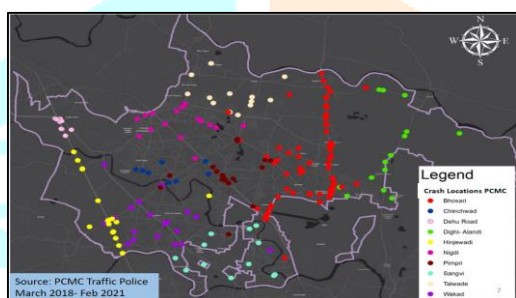 N
W E
S
Legend
Crash Locations PCMC
Bhosari
Chinchwad
Dehu Road
Dighi-Alandi
Hinjewadi
Nigdi
Pimpri
Sangvi
Talwade
Wakad
Source: PCMC Traffic Police
March 2018- Feb 2021
7